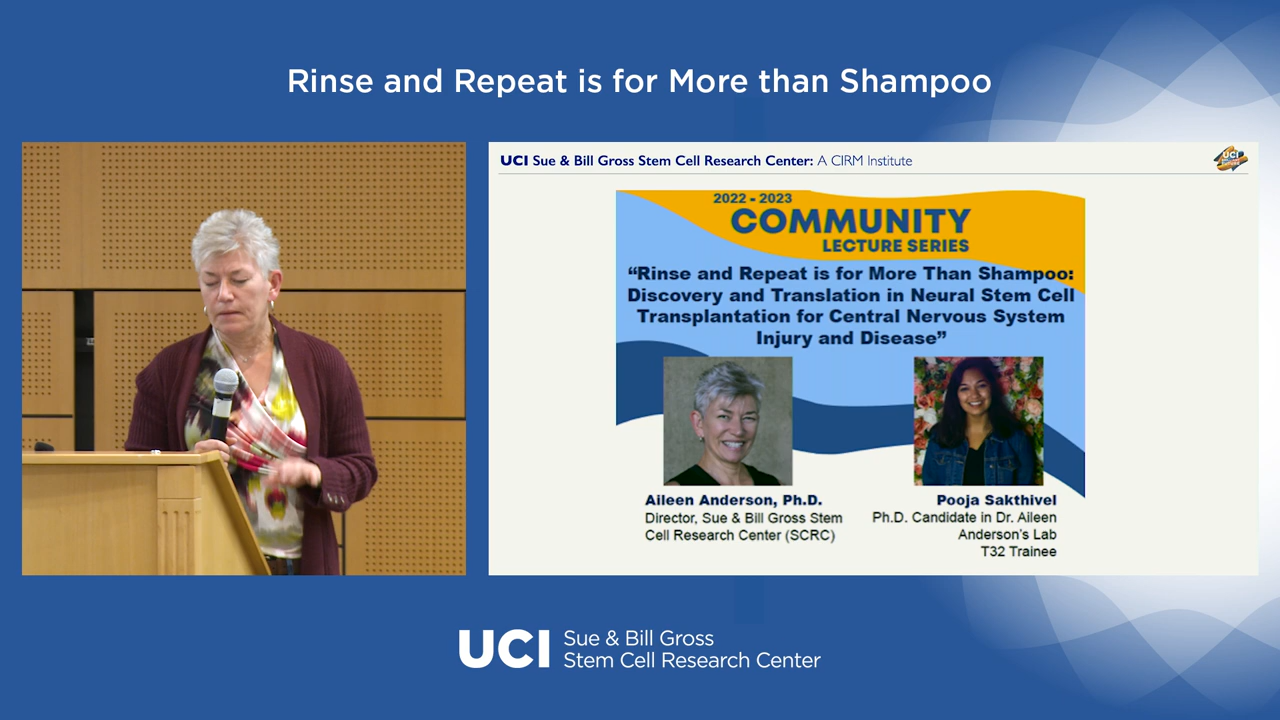 Rinse and Repeat is for More than Shampoo
UCI Sue & Bill Gross Stem Cell Research Center: A CIRM Institute
UCI
2022 - 2023
COMMUNITY
LECTURE SERIES
“Rinse and Repeat is for More Than Shampoo:
Discovery and Translation in Neural Stem Cell
Transplantation for Central Nervous System
Injury and Disease”
Aileen Anderson, Ph.D.
Director, Sue & Bill Gross Stem
Cell Research Center (SCRC)
Pooja Sakthivel
Ph.D. Candidate in Dr. Aileen
Anderson's Lab
T32 Trainee
UCI Sue & Bill Gross
Stem Cell Research Center